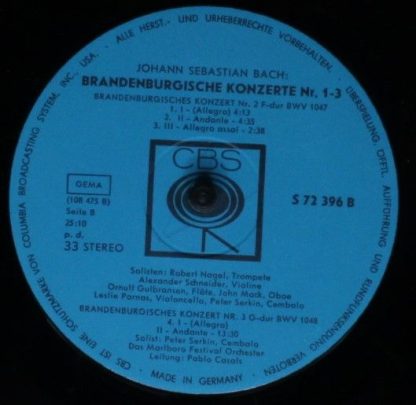 ALLE HERST.- UND URHEBERRECHTE VORBEHALTEN. · ÜBERSPIELUNG, ÖFFTL. AUFFÜHRUNG UND RUNDFUNKSENDUNG VERBOTEN
CBS IST EINE SCHUTZMARKE VON COLUMBIA BROADCASTING SYSTEM, INC., USA.
JOHANN SEBASTIAN BACH:
BRANDENBURGISCHE KONZERTE Nr. 1-3
BRANDENBURGISCHES KONZERT Nr. 2 F-dur BWV 1047
1. I - (Allegro) 4:13
2. II - Andante - 4:35
3. III - Allegro assai - 2:38
CBS
GEMA
(108 475 B)
Seite B
25:10
p. d.
33 STEREO
S 72 396 B
Solisten: Robert Nagel, Trompete
Alexander Schneider, Violine
Ornulf Gulbransen, Flöte, John Mack, Oboe
Leslie Parnas, Violoncello, Peter Serkin, Cembalo
BRANDENBURGISCHES KONZERT NR. 3 G-dur BWV 1048
4. I - (Allegro)
II - Andante - 13:30
Solist: Peter Serkin, Cembalo
Das Marlboro Festival Orchester
Leitung: Pablo Casals
MADE IN GERMANY